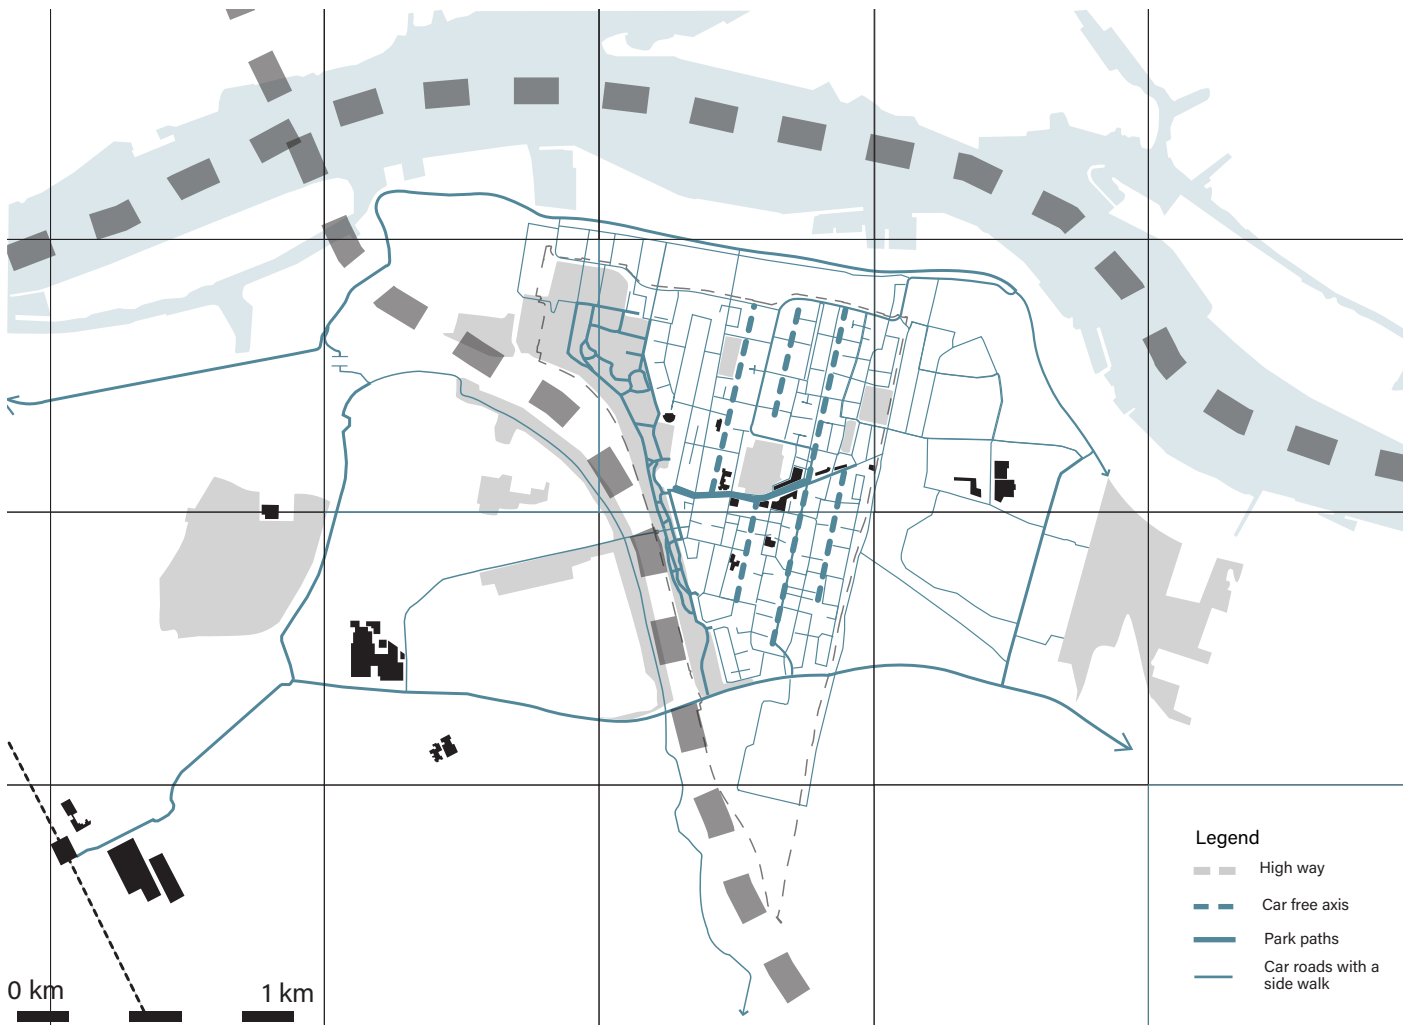 Legend
High way
Car free axis
Park paths
Car roads with a
side walk
0 km
1 km